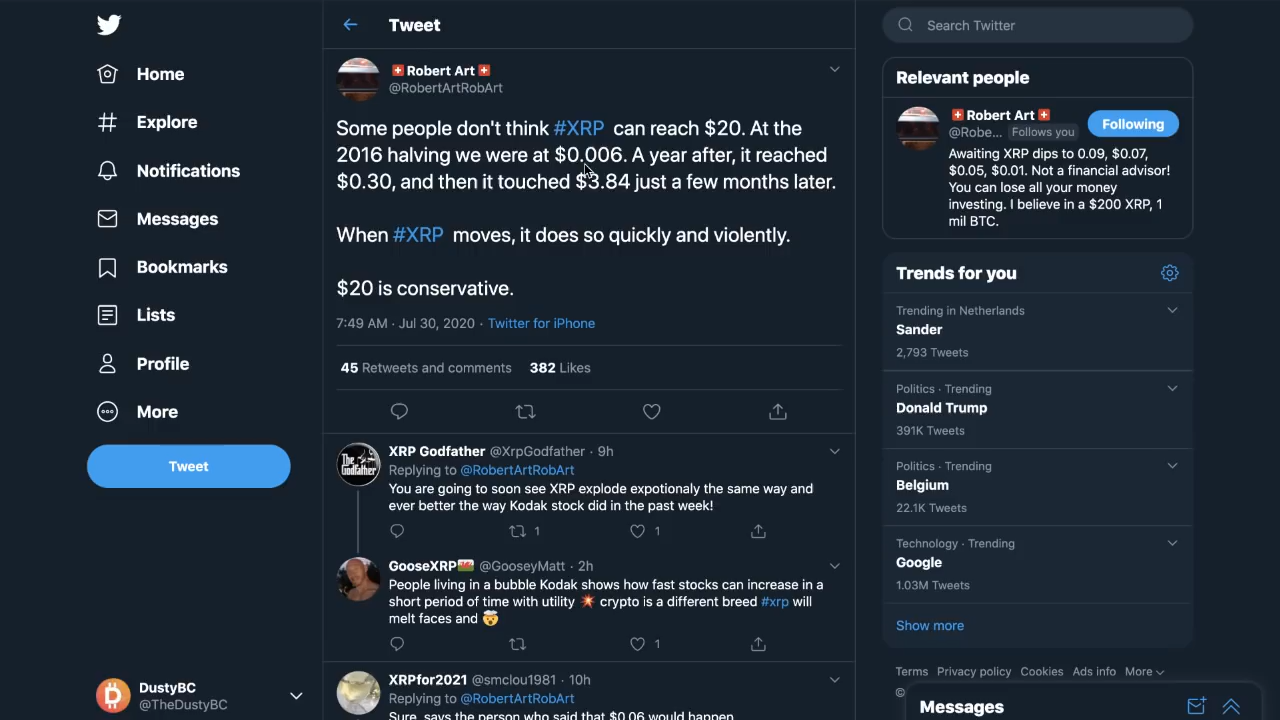 Home
Explore
Notifications
Messages
Bookmarks
Lists
Profile
More
Tweet
DustyBC
@TheDustyBC
Tweet
Robert Art
@RobertArtRobArt
Some people don't think #XRP can reach $20. At the
2016 halving we were at $0.006. A year after, it reached
$0.30, and then it touched $3.84 just a few months later.
When #XRP moves, it does so quickly and violently.
$20 is conservative.
7:49 AM · Jul 30, 2020 · Twitter for iPhone
45 Retweets and comments 382 Likes
The Godfather
XRP Godfather @XrpGodfather · 9h
Replying to @RobertArtRobArt
You are going to soon see XRP explode expotionaly the same way and
ever better the way Kodak stock did in the past week!
1 1
GooseXRP @GooseyMatt · 2h
People living in a bubble Kodak shows how fast stocks can increase in a
short period of time with utility 💥 crypto is a different breed #xrp will
melt faces and 🤯
1
XRPfor2021 @smclou1981 · 10h
Replying to @RobertArtRobArt
Sure, says the person who said that $0.06 would happen
Search Twitter
Relevant people
Robert Art
@Robe... Follows you
Following
Awaiting XRP dips to 0.09, $0.07,
$0.05, $0.01. Not a financial advisor!
You can lose all your money
investing. I believe in a $200 XRP, 1
mil BTC.
Trends for you
Trending in Netherlands
Sander
2,793 Tweets
Politics · Trending
Donald Trump
391K Tweets
Politics · Trending
Belgium
22.1K Tweets
Technology · Trending
Google
1.03M Tweets
Show more
Terms Privacy policy Cookies Ads info More
©
Messages